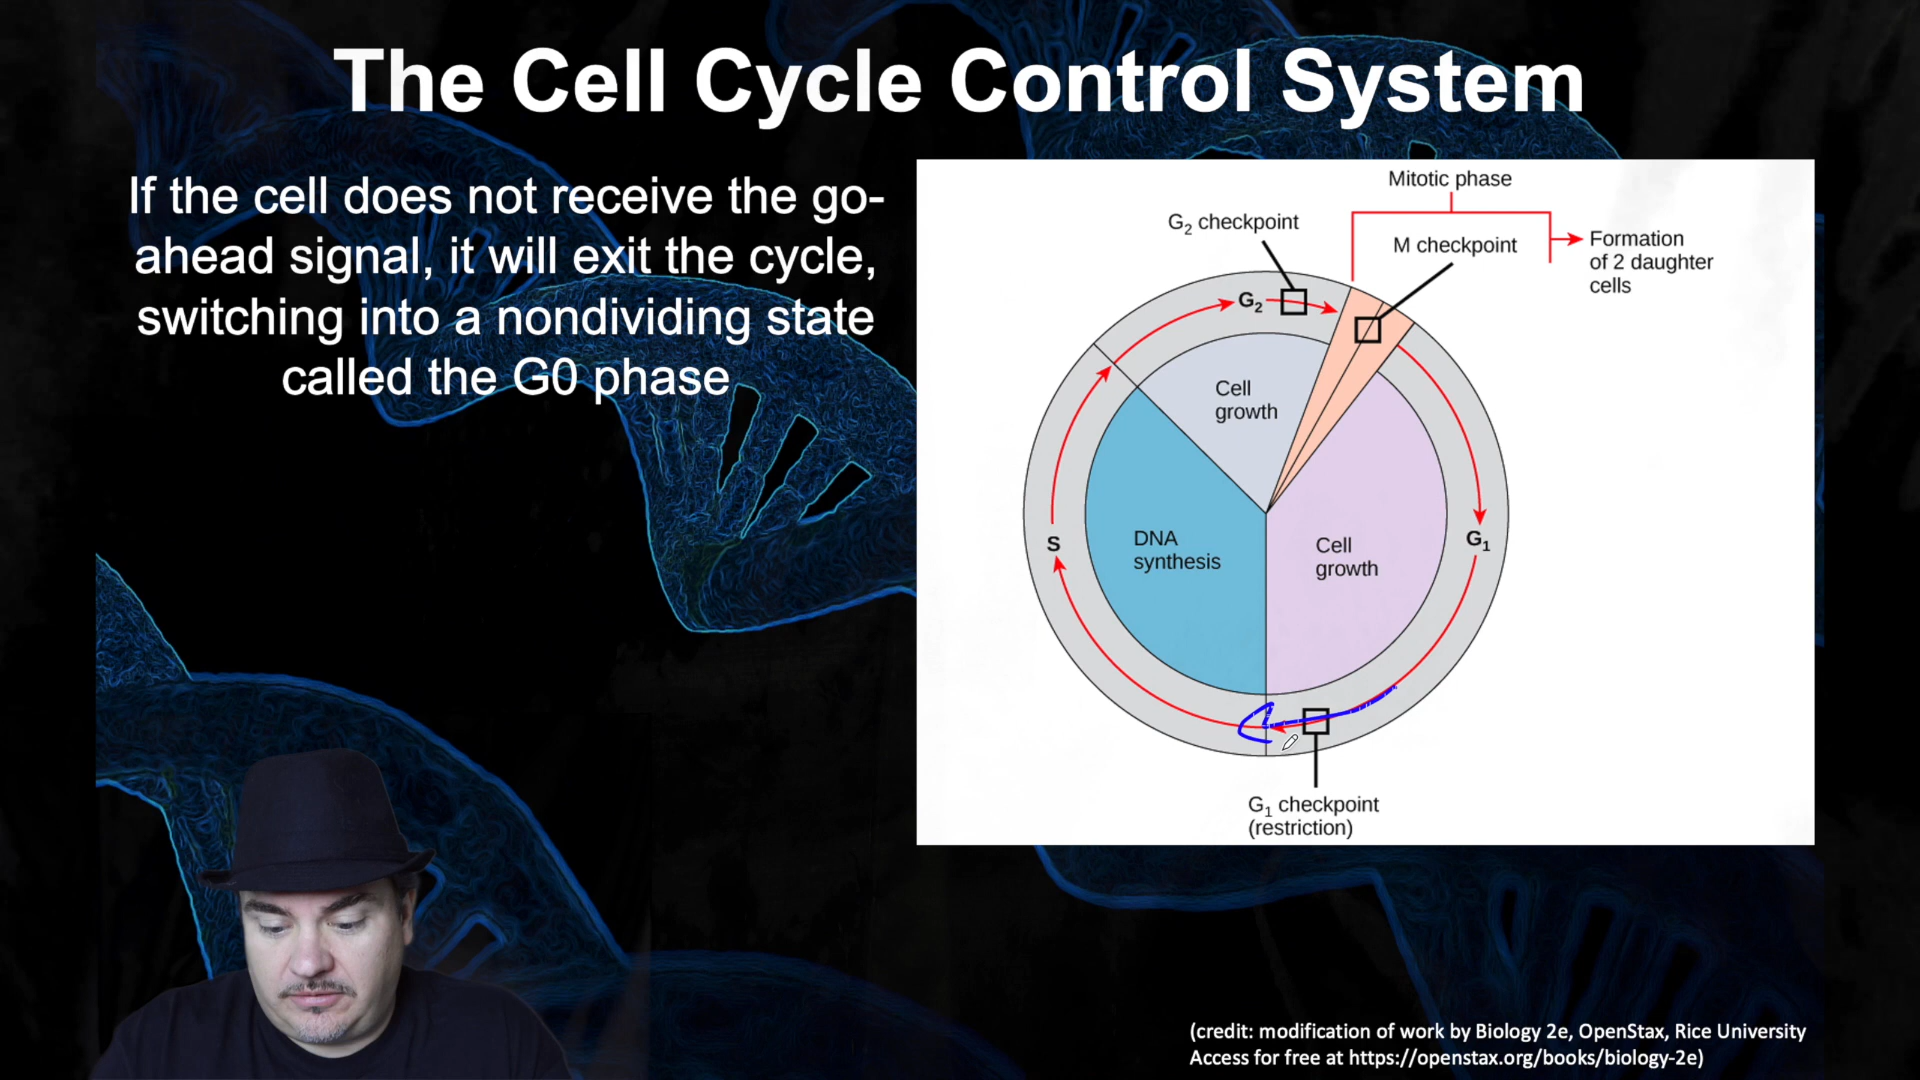 The Cell Cycle Control System
If the cell does not receive the go-
ahead signal, it will exit the cycle,
switching into a nondividing state
called the G0 phase
Mitotic phase
G₂ checkpoint
M checkpoint
Formation
of 2 daughter
cells
G₂
Cell
growth
S
DNA
synthesis
Cell
growth
G₁
G₁ checkpoint
(restriction)
(credit: modification of work by Biology 2e, OpenStax, Rice University
Access for free at https://openstax.org/books/biology-2e)